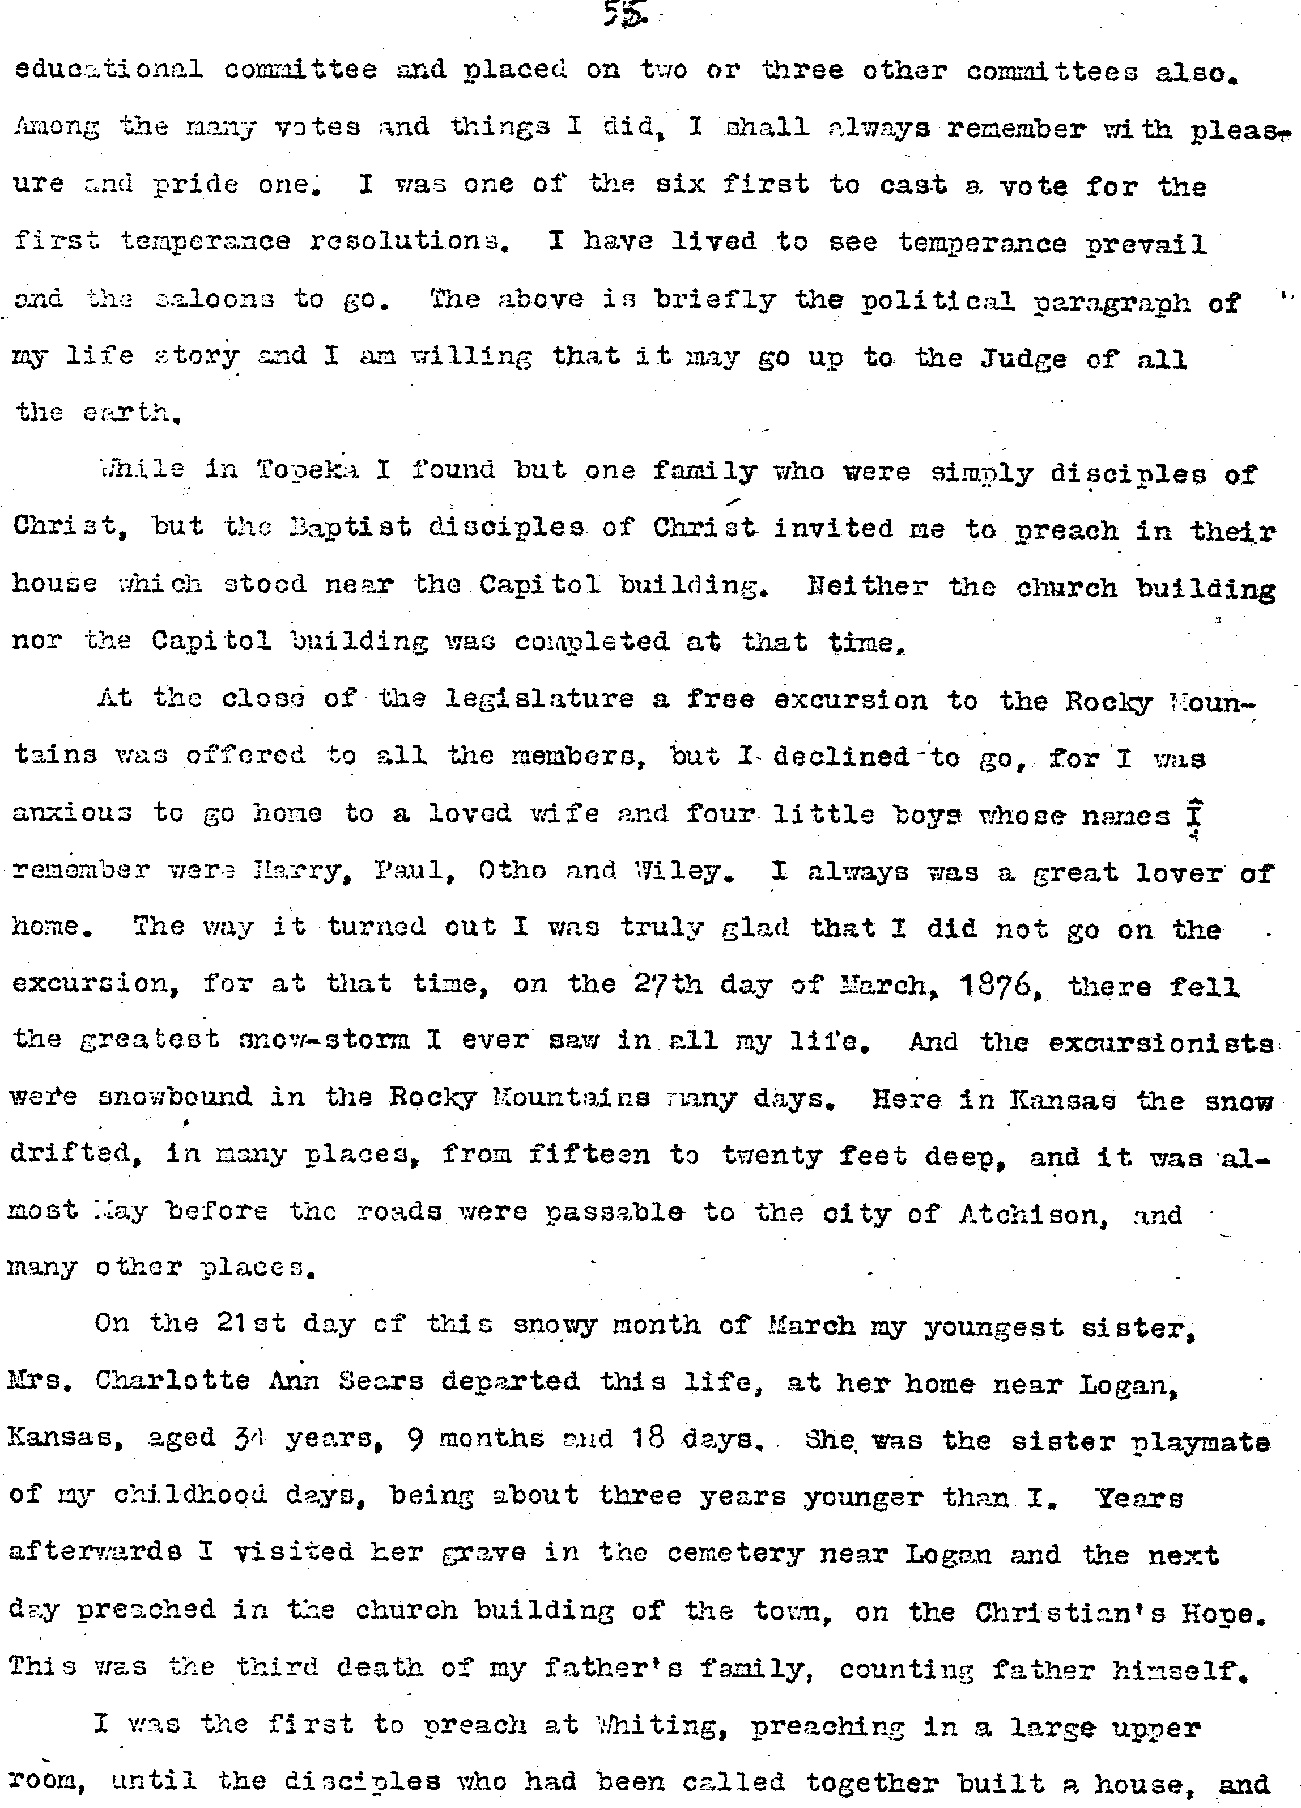 55.
educational committee and placed on two or three other committees also.
Among the many votes and things I did, I shall always remember with pleas-
ure and pride one. I was one of the six first to cast a vote for the
first temperance resolutions. I have lived to see temperance prevail
and the saloons to go. The above is briefly the political paragraph of
my life story and I am willing that it may go up to the Judge of all
the earth.
While in Topeka I found but one family who were simply disciples of
Christ, but the Baptist disciples of Christ invited me to preach in their
house which stood near the Capitol building. Neither the church building
nor the Capitol building was completed at that time.
At the close of the legislature a free excursion to the Rocky Moun-
tains was offered to all the members, but I declined to go, for I was
anxious to go home to a loved wife and four little boys whose names I
remember were Harry, Paul, Otho and Wiley. I always was a great lover of
home. The way it turned out I was truly glad that I did not go on the
excursion, for at that time, on the 27th day of March, 1876, there fell
the greatest snow-storm I ever saw in all my life. And the excursionists
were snowbound in the Rocky Mountains many days. Here in Kansas the snow
drifted, in many places, from fifteen to twenty feet deep, and it was al-
most May before the roads were passable to the city of Atchison, and
many other places.
On the 21st day of this snowy month of March my youngest sister,
Mrs. Charlotte Ann Sears departed this life, at her home near Logan,
Kansas, aged 34 years, 9 months and 18 days. She was the sister playmate
of my childhood days, being about three years younger than I. Years
afterwards I visited her grave in the cemetery near Logan and the next
day preached in the church building of the town, on the Christian's Hope.
This was the third death of my father's family, counting father himself.
I was the first to preach at Whiting, preaching in a large upper
room, until the disciples who had been called together built a house, and